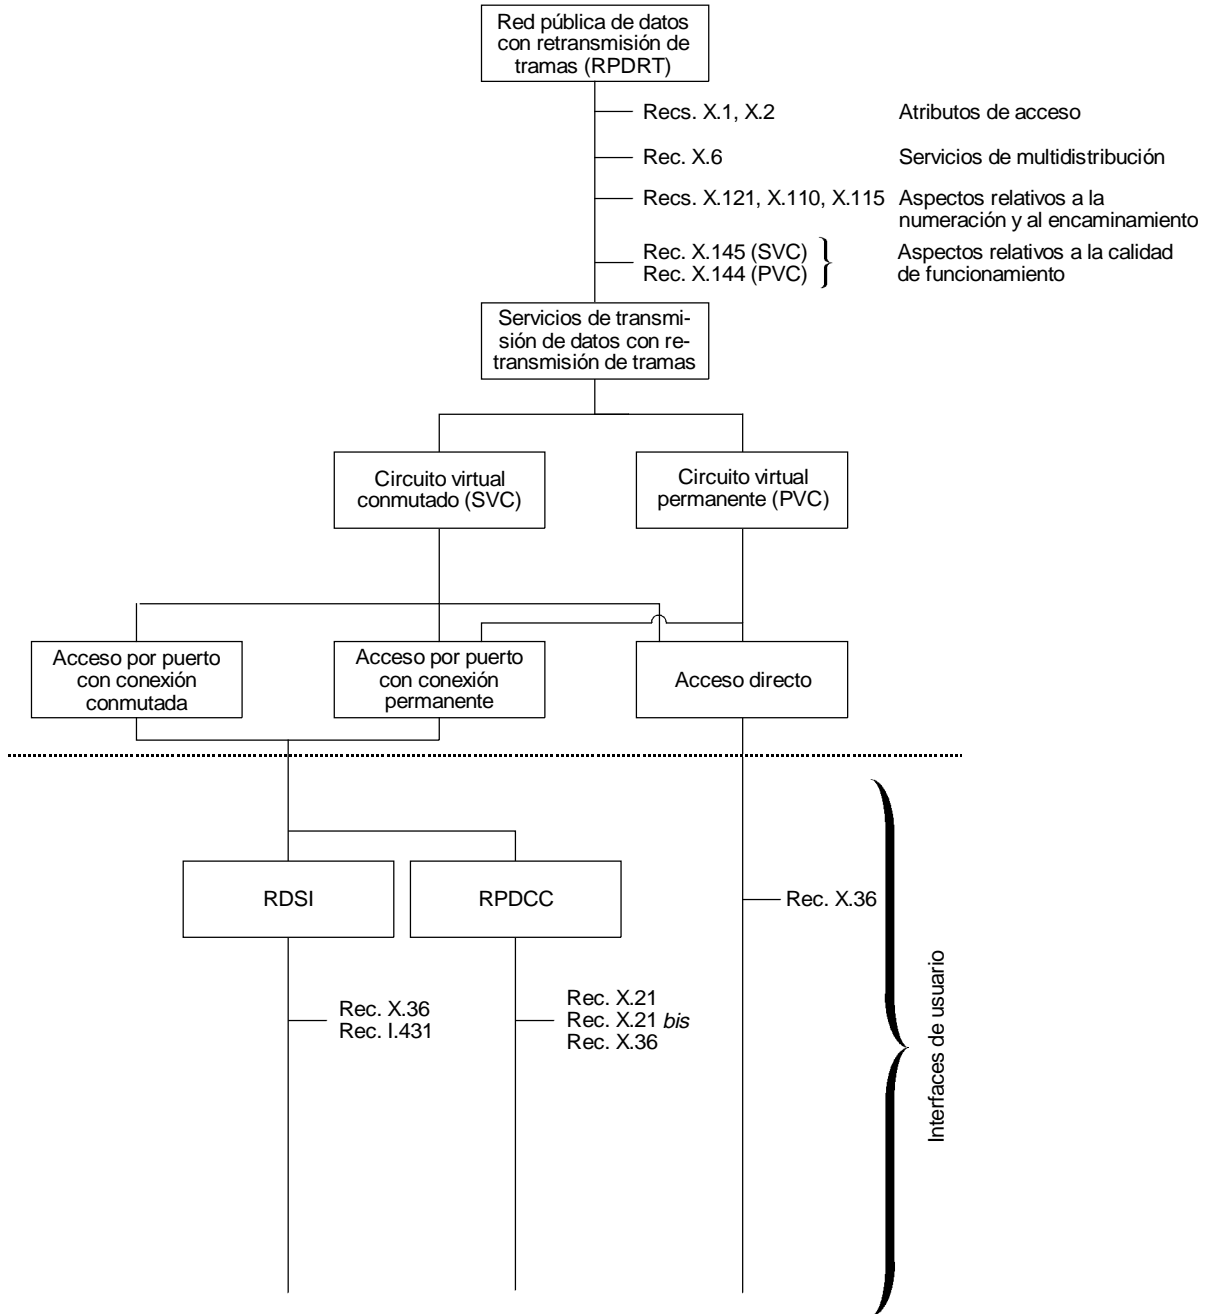 Red pública de datos
con retransmisión de
tramas (RPDRT)
Recs. X.1, X.2
Atributos de acceso
Rec. X.6
Servicios de multidistribución
Recs. X.121, X.110, X.115
Aspectos relativos a la
numeración y al encaminamiento
Rec. X.145 (SVC)
Rec. X.144 (PVC)
Aspectos relativos a la calidad
de funcionamiento
Servicios de transmi-
sión de datos con re-
transmisión de tramas
Circuito virtual
conmutado (SVC)
Circuito virtual
permanente (PVC)
Acceso por puerto
con conexión
conmutada
Acceso por puerto
con conexión
permanente
Acceso directo
RDSI
RPDCC
Rec. X.36
Rec. X.36
Rec. I.431
Rec. X.21
Rec. X.21 bis
Rec. X.36
Interfaces de usuario